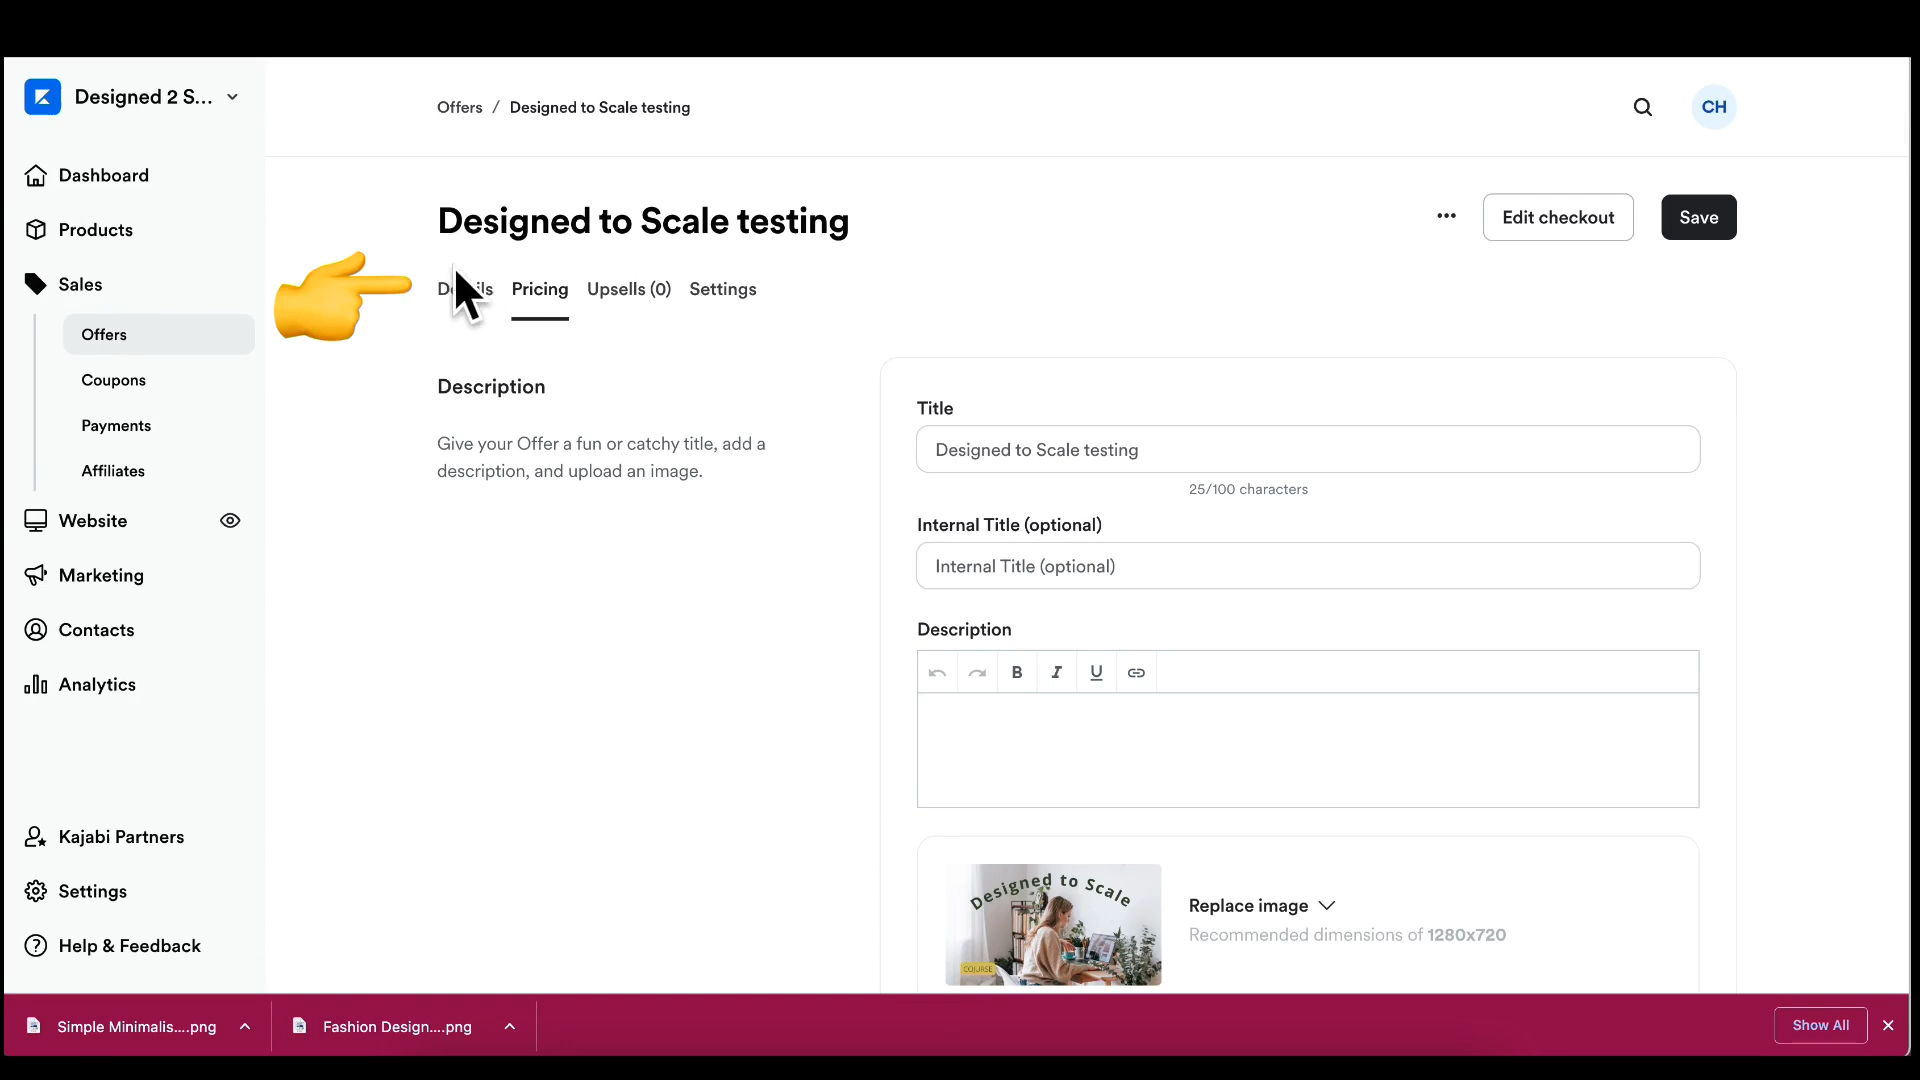 Designed 2 S...
Offers / Designed to Scale testing
CH
Dashboard
Products
Sales
Offers
Coupons
Payments
Affiliates
Website
Marketing
Contacts
Analytics
Kajabi Partners
Settings
Help & Feedback
Designed to Scale testing
Edit checkout
Save
Pricing
Upsells (0)
Settings
Description
Give your Offer a fun or catchy title, add a
description, and upload an image.
Title
Designed to Scale testing
25/100 characters
Internal Title (optional)
Internal Title (optional)
Description
B I U
Designed to Scale
COJURSE
Replace image
Recommended dimensions of 1280x720
Simple Minimalis....png
Fashion Design....png
Show All